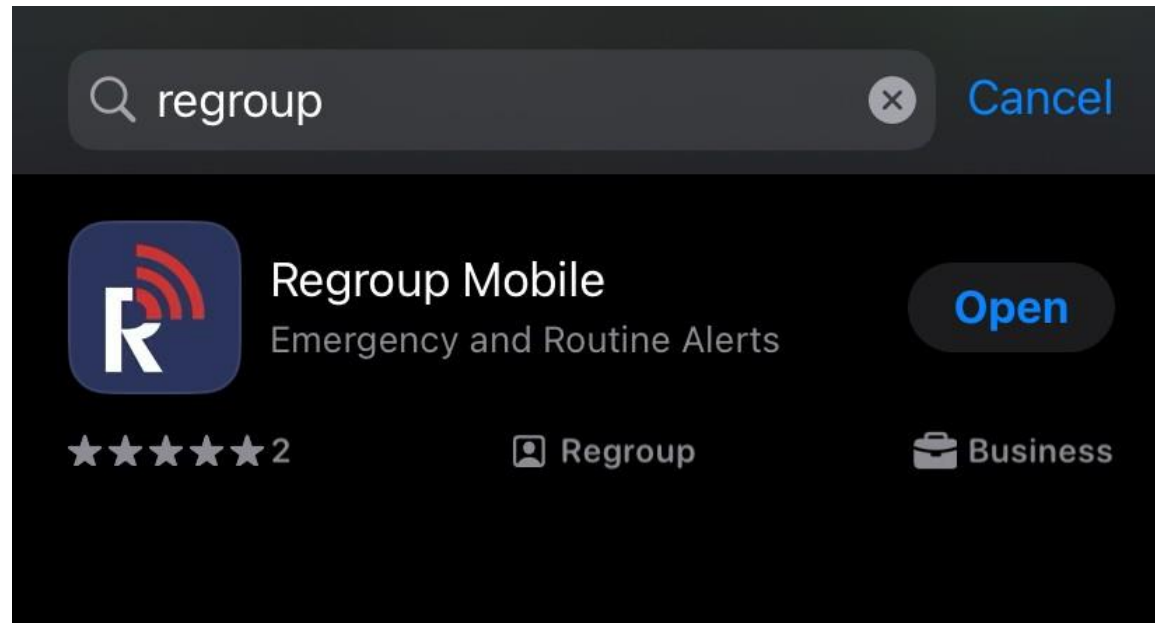 regroup Cancel
Regroup Mobile
Emergency and Routine Alerts
Open
2 Regroup Business